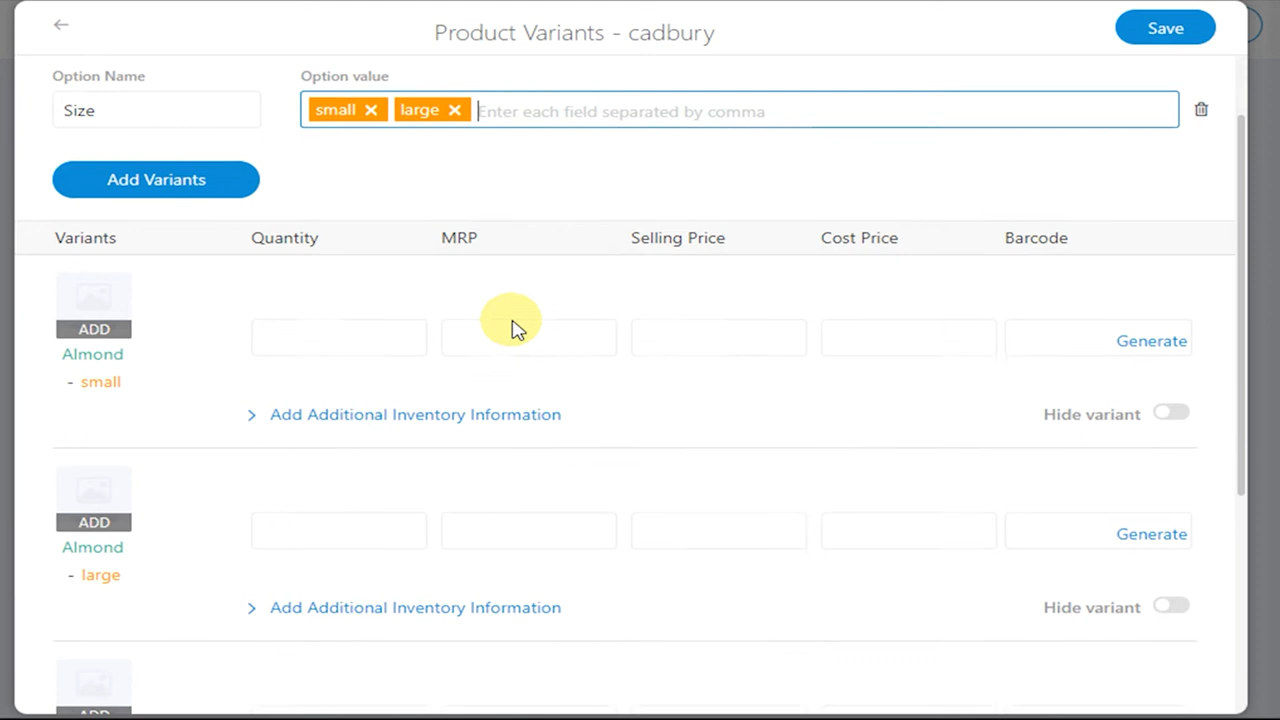 Product Variants - cadbury
Save
Option Name
Option value
Size
small
large
Enter each field separated by comma
Add Variants
Variants
Quantity
MRP
Selling Price
Cost Price
Barcode
ADD
Generate
Almond
- small
Add Additional Inventory Information
Hide variant
ADD
Generate
Almond
- large
Add Additional Inventory Information
Hide variant
ADD